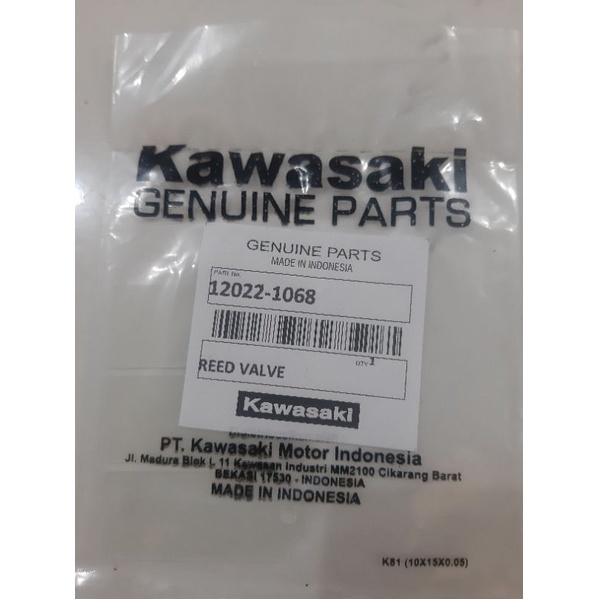 Kawasaki
GENUINE PARTS
GENUINE PARTS
MADE IN INDONESIA
PART No.
12022-1068
REED VALVE
QTY 1
Kawasaki
PT. Kawasaki Motor Indonesia
Jl. Madura Blok L 11 Kawasan Industri MM2100 Cikarang Barat
BEKASI 17530 - INDONESIA
MADE IN INDONESIA
K81 (10X15X0.05)